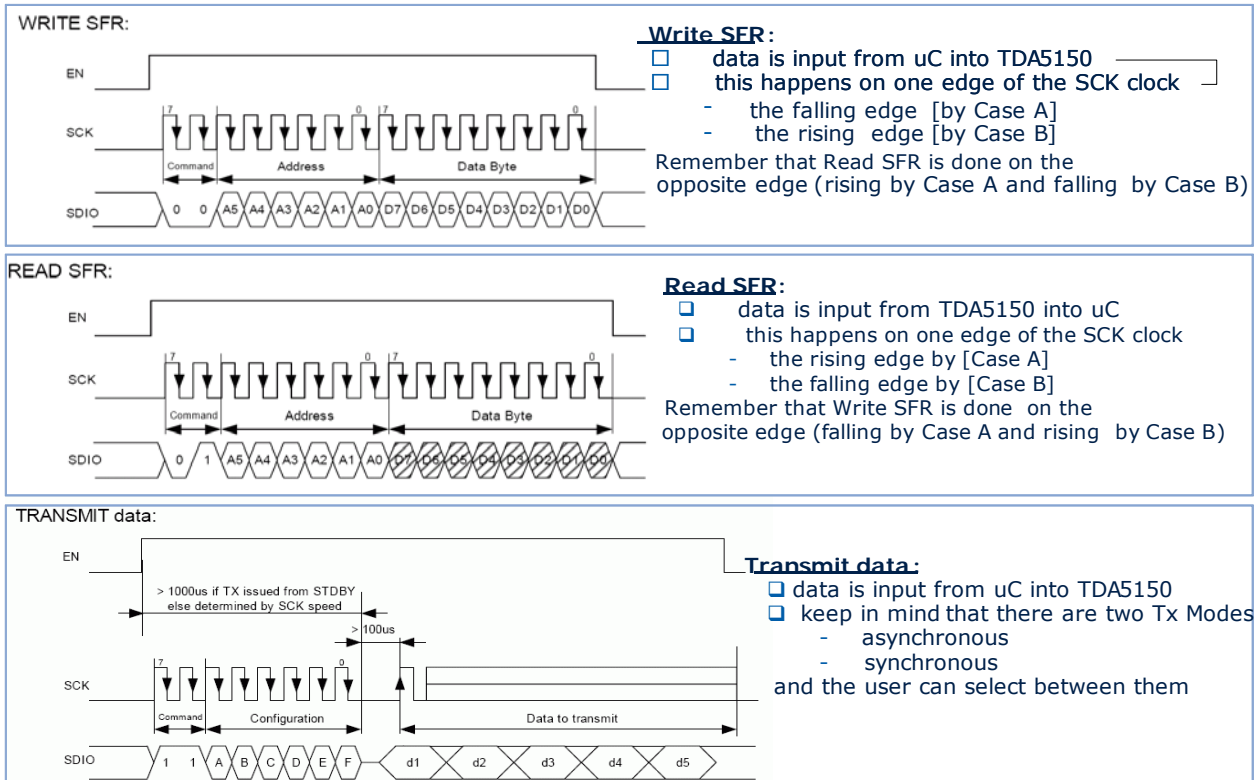 WRITE SFR:
EN
SCK
7 0 7 0
Command Address Data Byte
SDIO
0 0 A5 A4 A3 A2 A1 A0 D7 D6 D5 D4 D3 D2 D1 D0
Write SFR:
data is input from uC into TDA5150
this happens on one edge of the SCK clock
- the falling edge [by Case A]
- the rising edge [by Case B]
Remember that Read SFR is done on the
opposite edge (rising by Case A and falling by Case B)
READ SFR:
EN
SCK
7 0 7 0
Command Address Data Byte
SDIO
0 1 A5 A4 A3 A2 A1 A0 D7 D6 D5 D4 D3 D2 D1 D0
Read SFR:
data is input from TDA5150 into uC
this happens on one edge of the SCK clock
- the rising edge by [Case A]
- the falling edge by [Case B]
Remember that Write SFR is done on the
opposite edge (falling by Case A and rising by Case B)
TRANSMIT data:
EN
> 1000us if TX issued from STDBY
else determined by SCK speed
> 100us
SCK
7 0
Command Configuration Data to transmit
SDIO
1 1 A B C D E F d1 d2 d3 d4 d5
Transmit data:
data is input from uC into TDA5150
keep in mind that there are two Tx Modes
- asynchronous
- synchronous
and the user can select between them